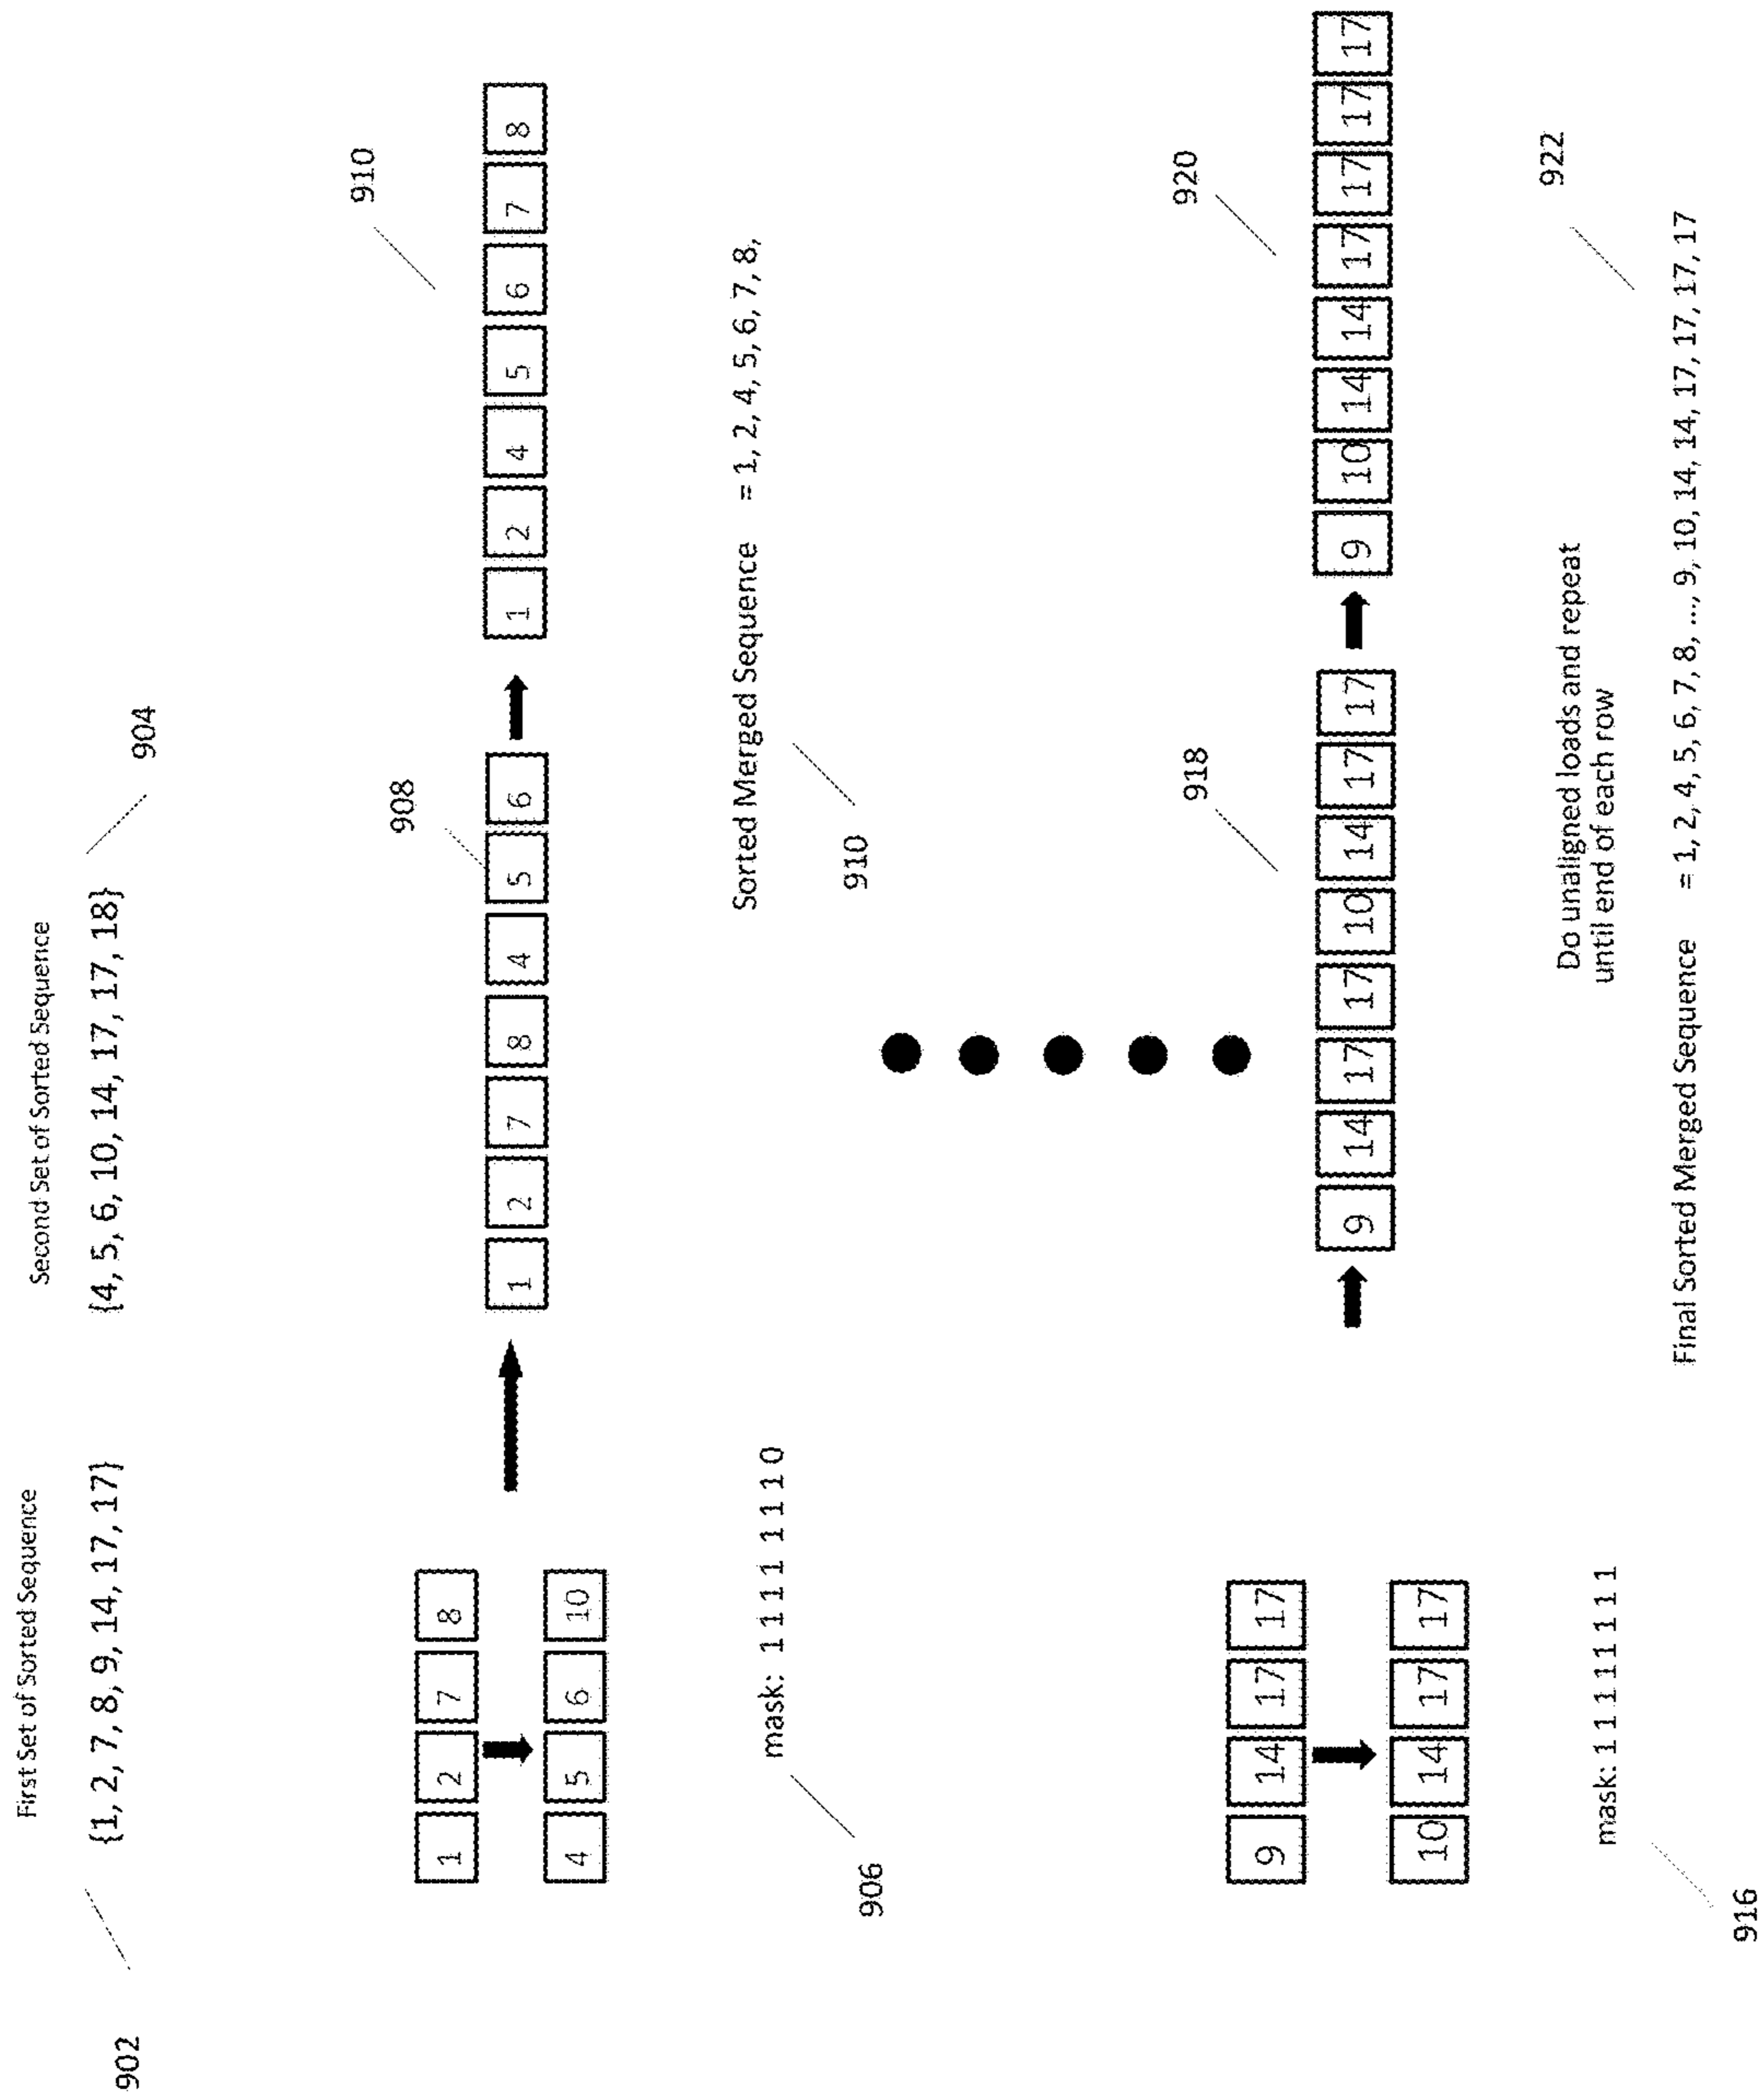 First Set of Sorted Sequence
Second Set of Sorted Sequence
902
{1, 2, 7, 8, 9, 14, 17, 17}
{4, 5, 6, 10, 14, 17, 17, 18}
904
1 2 7 8
4 5 6 10
908
1 2 7 8 4 5 6
910
1 2 4 5 6 7 8
906
mask: 1 1 1 1 1 1 1 0
910
Sorted Merged Sequence = 1, 2, 4, 5, 6, 7, 8,
9 14 17 17
10 14 17 17
918
9 14 17 17 10 14 17 17
920
9 10 14 14 17 17 17 17
916
mask: 1 1 1 1 1 1 1 1
Do unaligned loads and repeat
until end of each row
922
Final Sorted Merged Sequence = 1, 2, 4, 5, 6, 7, 8, ..., 9, 10, 14, 14, 17, 17, 17, 17